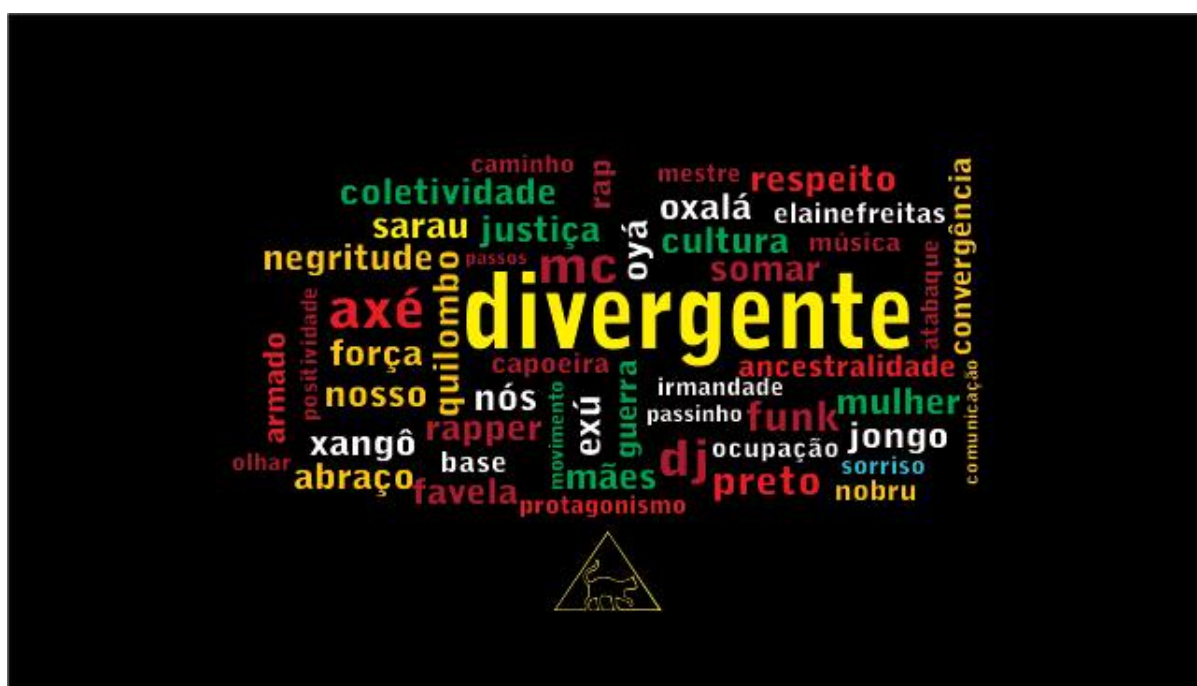 caminho
rap
mestre
respeito
convergência
coletividade
oxalá
elainefreitas
sarau
justiça
oyá
cultura
música
negritude
passos
mc
somar
atabaque
quilombo
divergente
axé
positividade
armado
força
capoeira
ancestralidade
nosso
nós
movimento
exú
guerra
irmandade
passinho
funk
mulher
comunicação
xangô
rapper
jongo
olhar
base
dj
ocupação
sorriso
abraço
favela
mães
preto
nobru
protagonismo